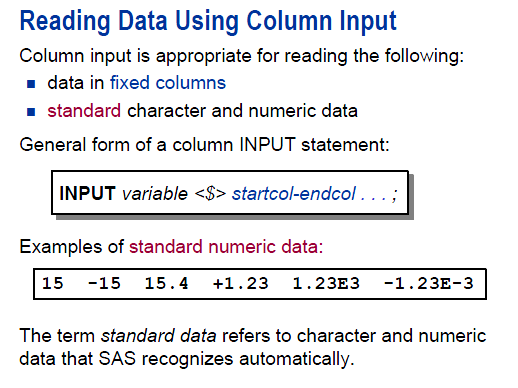 Reading Data Using Column Input
Column input is appropriate for reading the following:
■ data in fixed columns
■ standard character and numeric data
General form of a column INPUT statement:
INPUT variable <$> startcol-endcol . . . ;
Examples of standard numeric data:
15 -15 15.4 +1.23 1.23E3 -1.23E-3
The term standard data refers to character and numeric
data that SAS recognizes automatically.